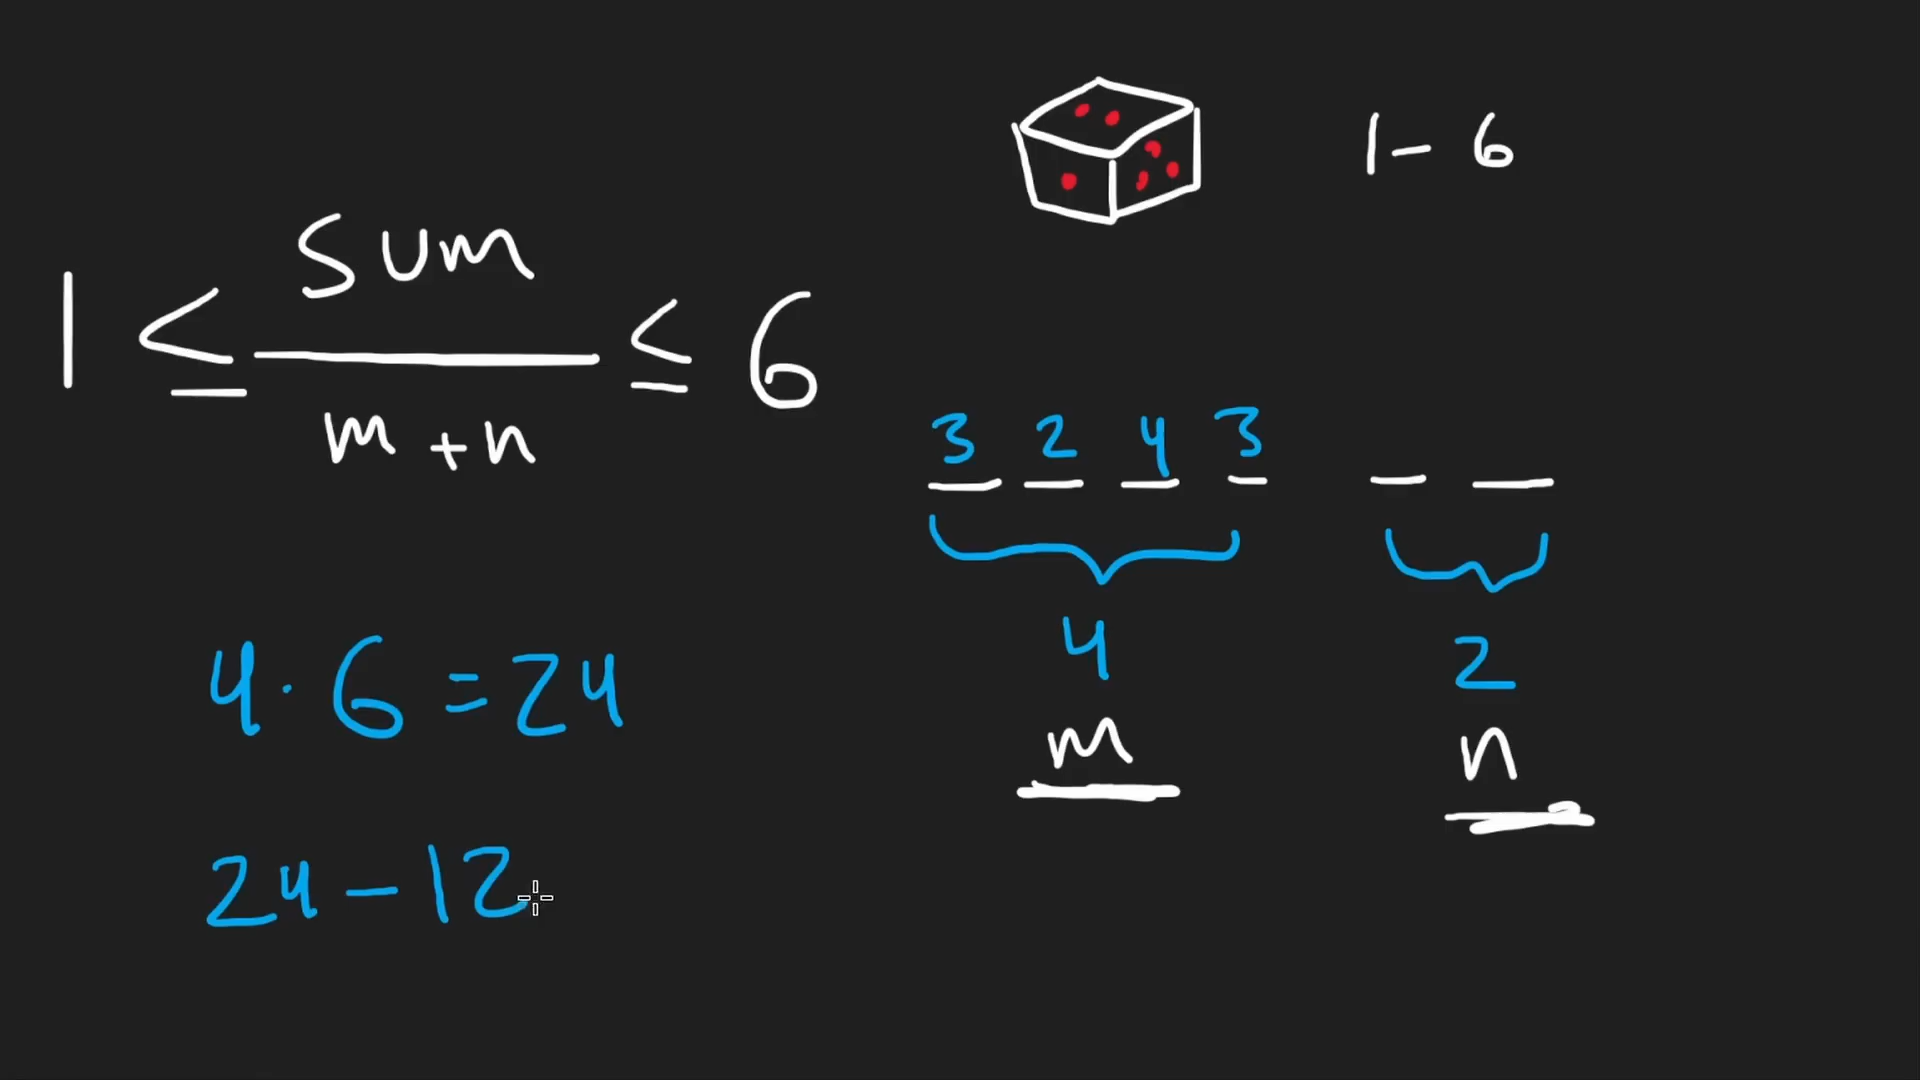 1 - 6
1 ≤ sum / m + n ≤ 6
3 2 4 3
4 2
m n
4 · 6 = 24
24 - 12